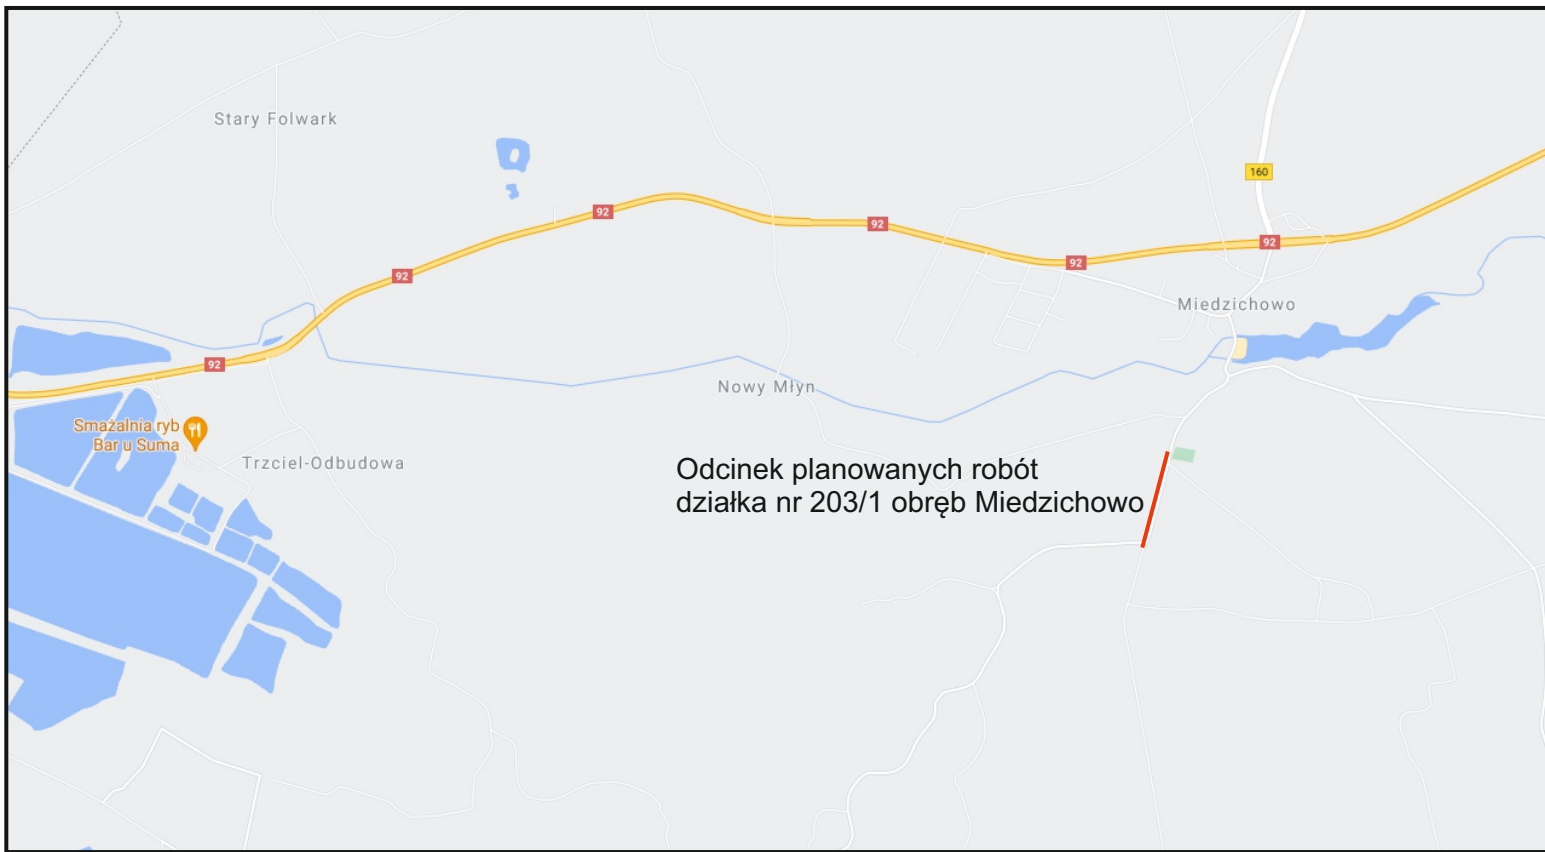 Stary Folwark
160
92
92
92
92
92
Miedzichowo
92
Nowy Młyn
Smażalnia ryb
Bar u Suma
Trzciel-Odbudowa
Odcinek planowanych robót
działka nr 203/1 obręb Miedzichowo